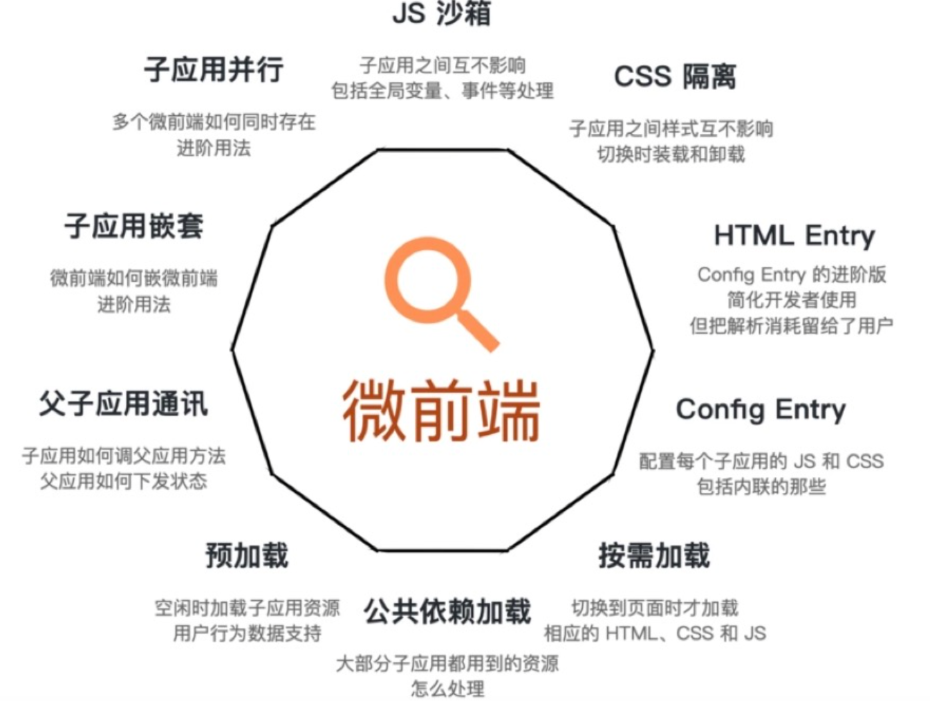 JS 沙箱
子应用之间互不影响
包括全局变量、事件等处理
CSS 隔离
子应用之间样式互不影响
切换时装载和卸载
HTML Entry
Config Entry 的进阶版
简化开发者使用
但把解析消耗留给了用户
Config Entry
配置每个子应用的 JS 和 CSS
包括内联的那些
按需加载
切换到页面时才加载
相应的 HTML、CSS 和 JS
公共依赖加载
大部分子应用都用到的资源
怎么处理
预加载
空闲时加载子应用资源
用户行为数据支持
父子应用通讯
子应用如何调父应用方法
父应用如何下发状态
子应用嵌套
微前端如何嵌微前端
进阶用法
子应用并行
多个微前端如何同时存在
进阶用法
微前端